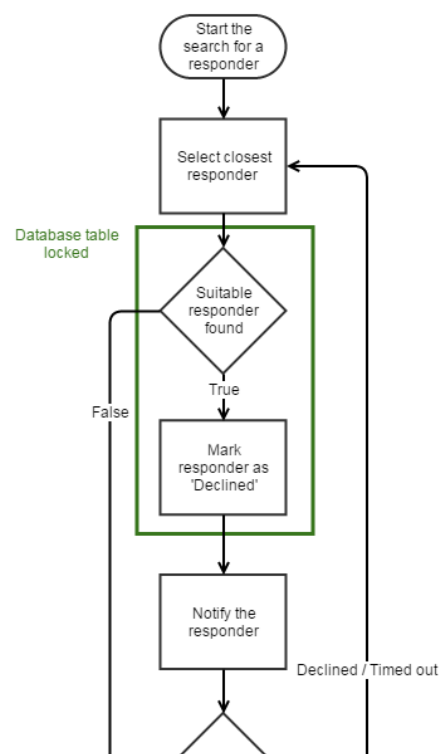 Start the
search for a
responder
Select closest
responder
Database table
locked
Suitable
responder
found
True
False
Mark
responder as
'Declined'
Notify the
responder
Declined / Timed out